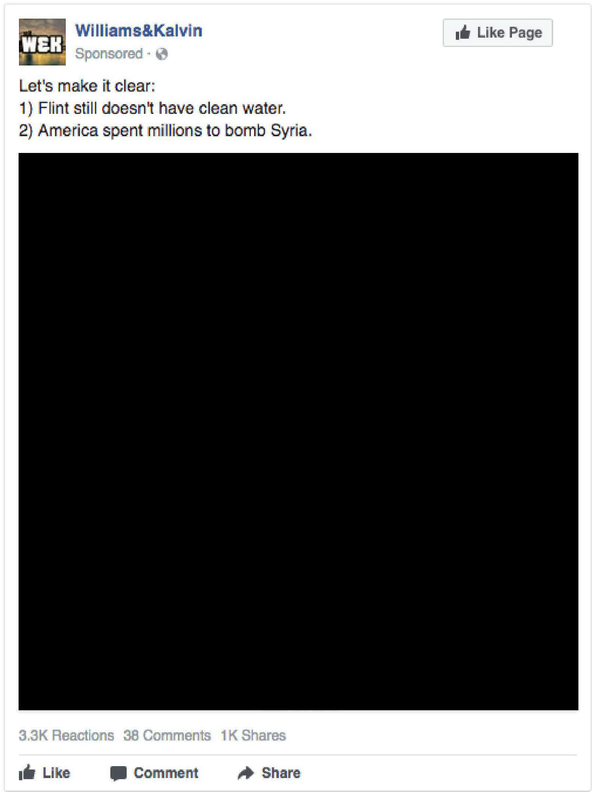 W&K
Williams&Kalvin
Like Page
Sponsored ·
Let's make it clear:
1) Flint still doesn't have clean water.
2) America spent millions to bomb Syria.
3.3K Reactions 38 Comments 1K Shares
Like Comment Share